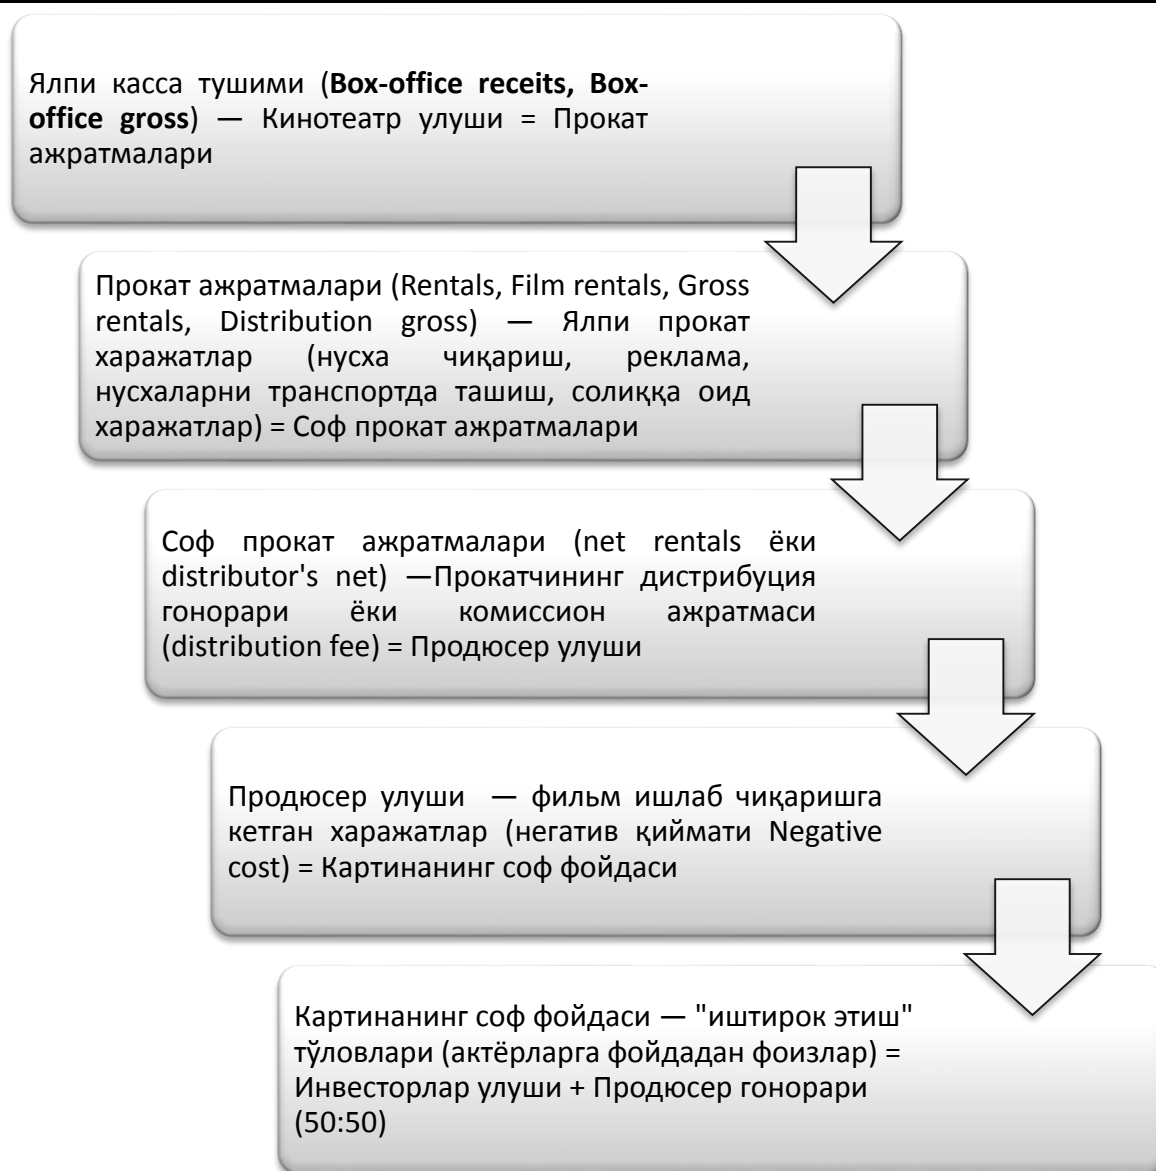 Ялпи касса тушими (Box-office receits, Box-
office gross) — Кинотеатр улуши = Прокат
ажратмалари
Прокат ажратмалари (Rentals, Film rentals, Gross
rentals, Distribution gross) — Ялпи прокат
харажатлар (нусха чиқариш, реклама,
нусхаларни транспортда ташиш, солиққа оид
харажатлар) = Соф прокат ажратмалари
Соф прокат ажратмалари (net rentals ёки
distributor's net) —Прокатчининг дистрибуция
гонорари ёки комиссион ажратмаси
(distribution fee) = Продюсер улуши
Продюсер улуши — фильм ишлаб чиқаришга
кетган харажатлар (негатив қиймати Negative
cost) = Картинанинг соф фойдаси
Картинанинг соф фойдаси — "иштирок этиш"
тўловлари (актёрларга фойдадан фоизлар) =
Инвесторлар улуши + Продюсер гонорари
(50:50)